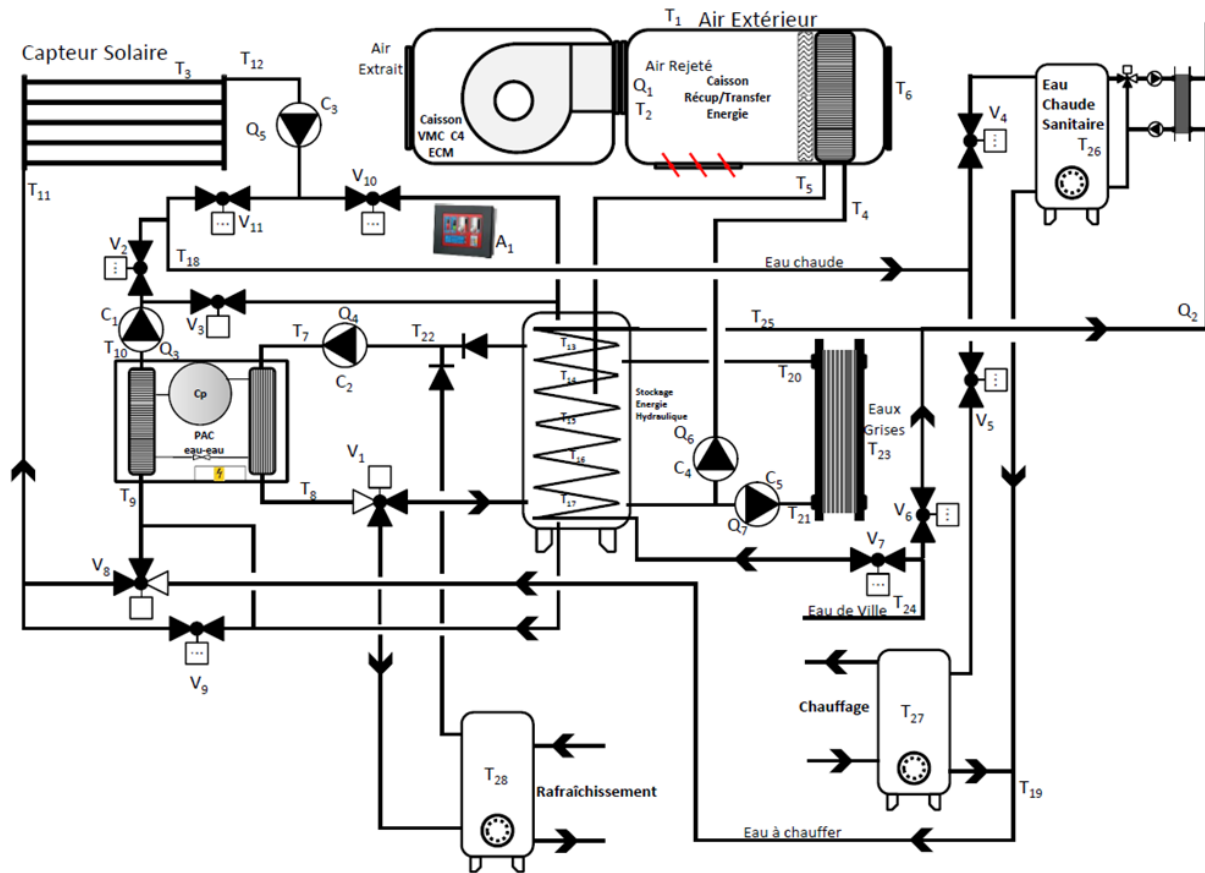 T1 Air Extérieur
Capteur Solaire
T12
T3
Air
Extrait
Air Rejeté
Q1
Caisson
T2
Récup/Transfer
Energie
T6
Caisson
VMC C4
ECM
C3
Q5
V4
Eau
Chaude
Sanitaire
T26
T11
V10
T5
T4
V11
A1
V2
T18
Eau chaude
C1
V3
Q4
T7
T22
T25
Q2
T10
Q3
C2
T13
T20
Cp
T14
Stockage
Energie
Hydraulique
V5
T15
Eaux
Grises
T23
PAC
eau-eau
V1
T16
Q6
C4
C5
T9
T8
T17
Q7
T21
V6
V8
V7
T24
Eau de Ville
V9
Chauffage
T27
T28
Rafraîchissement
T19
Eau à chauffer